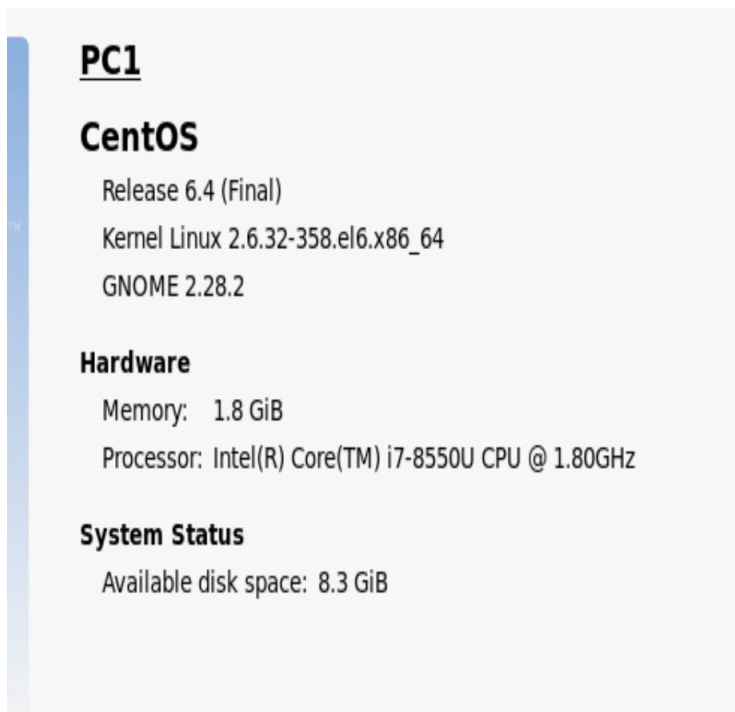 PC1
CentOS
Release 6.4 (Final)
Kernel Linux 2.6.32-358.el6.x86_64
GNOME 2.28.2
Hardware
Memory: 1.8 GiB
Processor: Intel(R) Core(TM) i7-8550U CPU @ 1.80GHz
System Status
Available disk space: 8.3 GiB
TM